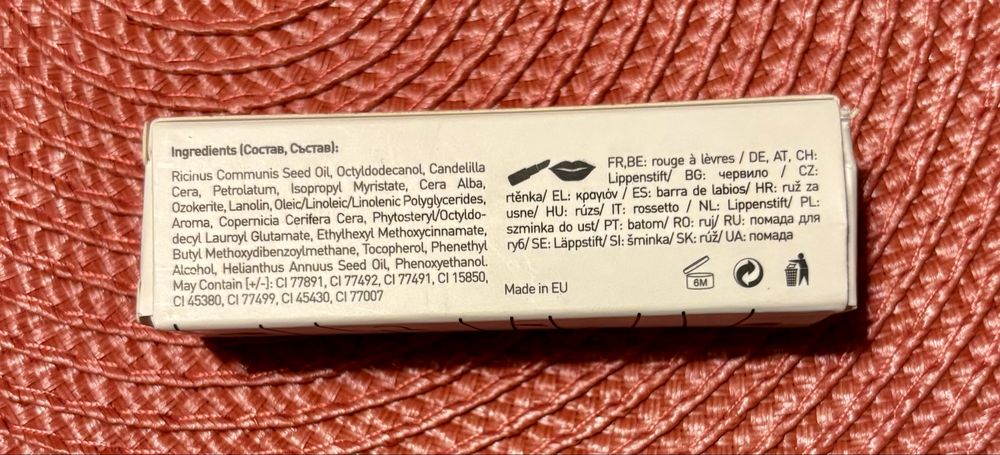 Ingredients (Состав, Състав):
Ricinus Communis Seed Oil, Octyldodecanol, Candelilla
Cera, Petrolatum, Isopropyl Myristate, Cera Alba,
Ozokerite, Lanolin, Oleic/Linoleic/Linolenic Polyglycerides,
Aroma, Copernicia Cerifera Cera, Phytosteryl/Octyldo-
decyl Lauroyl Glutamate, Ethylhexyl Methoxycinnamate,
Butyl Methoxydibenzoylmethane, Tocopherol, Phenethyl
Alcohol, Helianthus Annuus Seed Oil, Phenoxyethanol.
May Contain [+/-]: CI 77891, CI 77492, CI 77491, CI 15850,
CI 45380, CI 77499, CI 45430, CI 77007
FR,BE: rouge à lèvres / DE, AT, CH:
Lippenstift/ BG: червило / CZ:
rtěnka/ EL: κραγιόν / ES: barra de labios/ HR: ruž za
usne/ HU: rúzs/ IT: rossetto / NL: Lippenstift/ PL:
szminka do ust/ PT: batom/ RO: ruj/ RU: помада для
губ/ SE: Läppstift/ SI: šminka/ SK: rúž/ UA: помада
6M
Made in EU